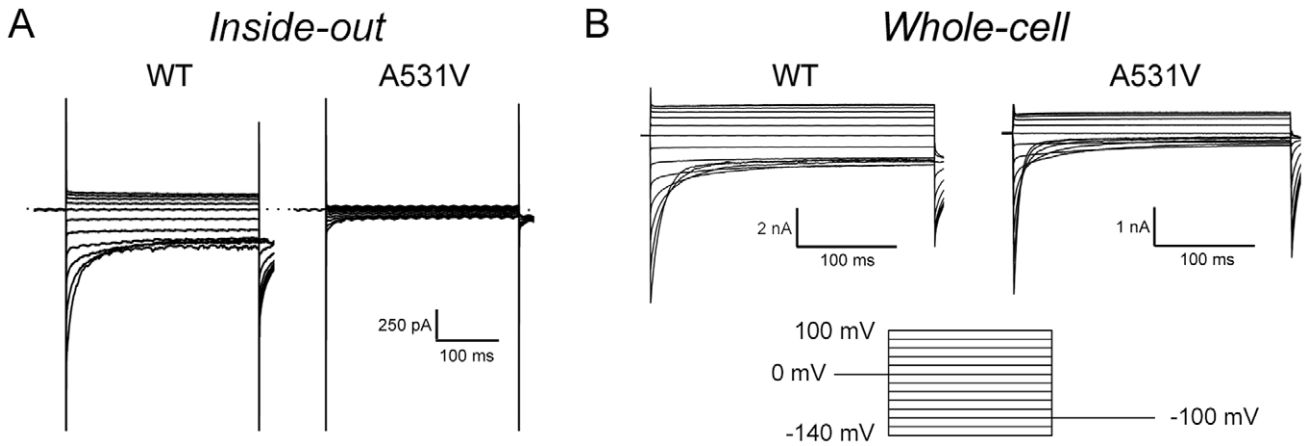 A
Inside-out
WT
A531V
250 pA
100 ms
B
Whole-cell
WT
A531V
2 nA
100 ms
1 nA
100 ms
100 mV
0 mV
-100 mV
-140 mV